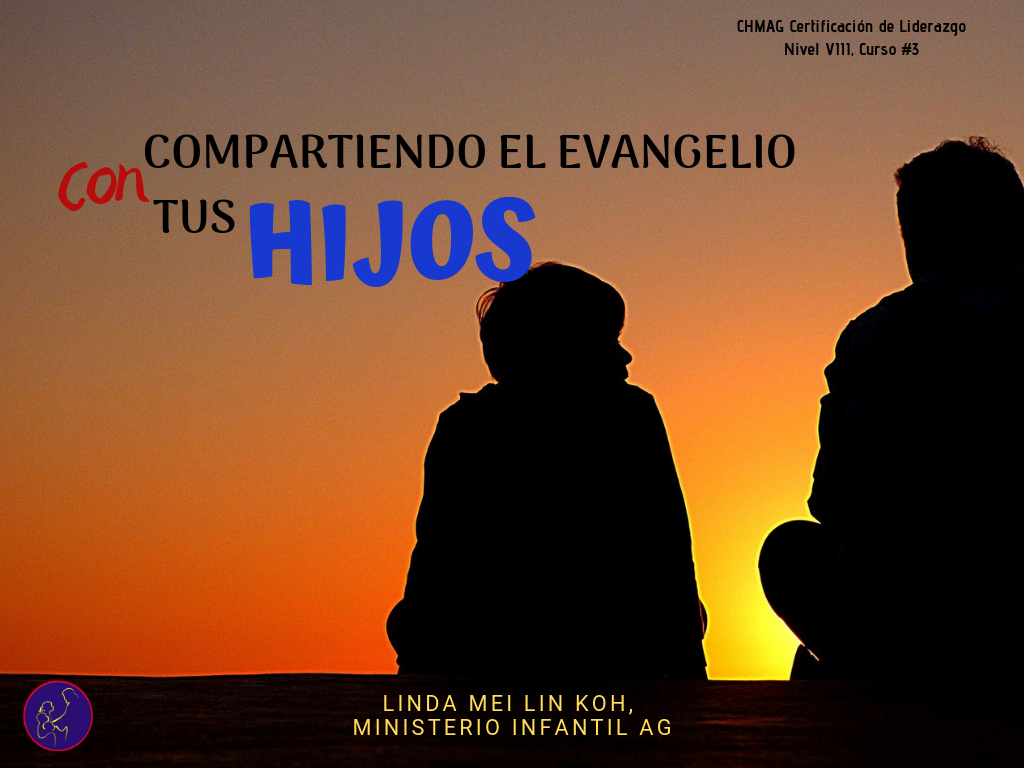 CHMAG Certificación de Liderazgo
Nivel V111, Curso #3
COMPARTIENDO EL EVANGELIO
con
TUS HIJOS
LINDA MEI LIN KOH,
MINISTERIO INFANTIL AG